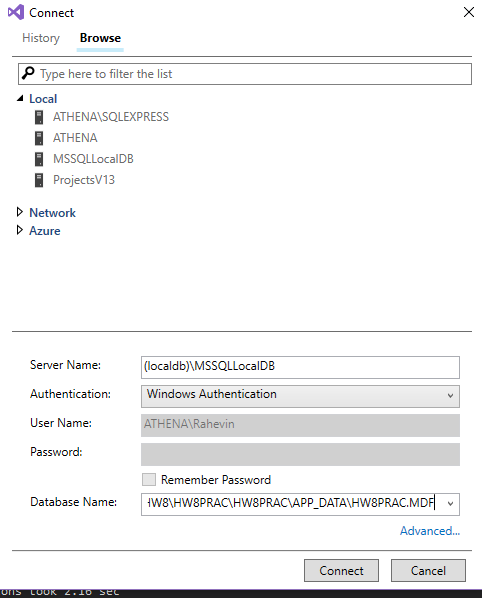 Connect
History Browse
Type here to filter the list
Local
ATHENA\SQLEXPRESS
ATHENA
MSSQLLocalDB
ProjectsV13
Network
Azure
Server Name: (localdb)\MSSQLLocalDB
Authentication: Windows Authentication
User Name: ATHENA\Rahevin
Password:
Remember Password
Database Name: HW8\HW8PRAC\HW8PRAC\APP_DATA\HW8PRAC.MDF
Advanced...
Connect Cancel
ons took 2.16 sec